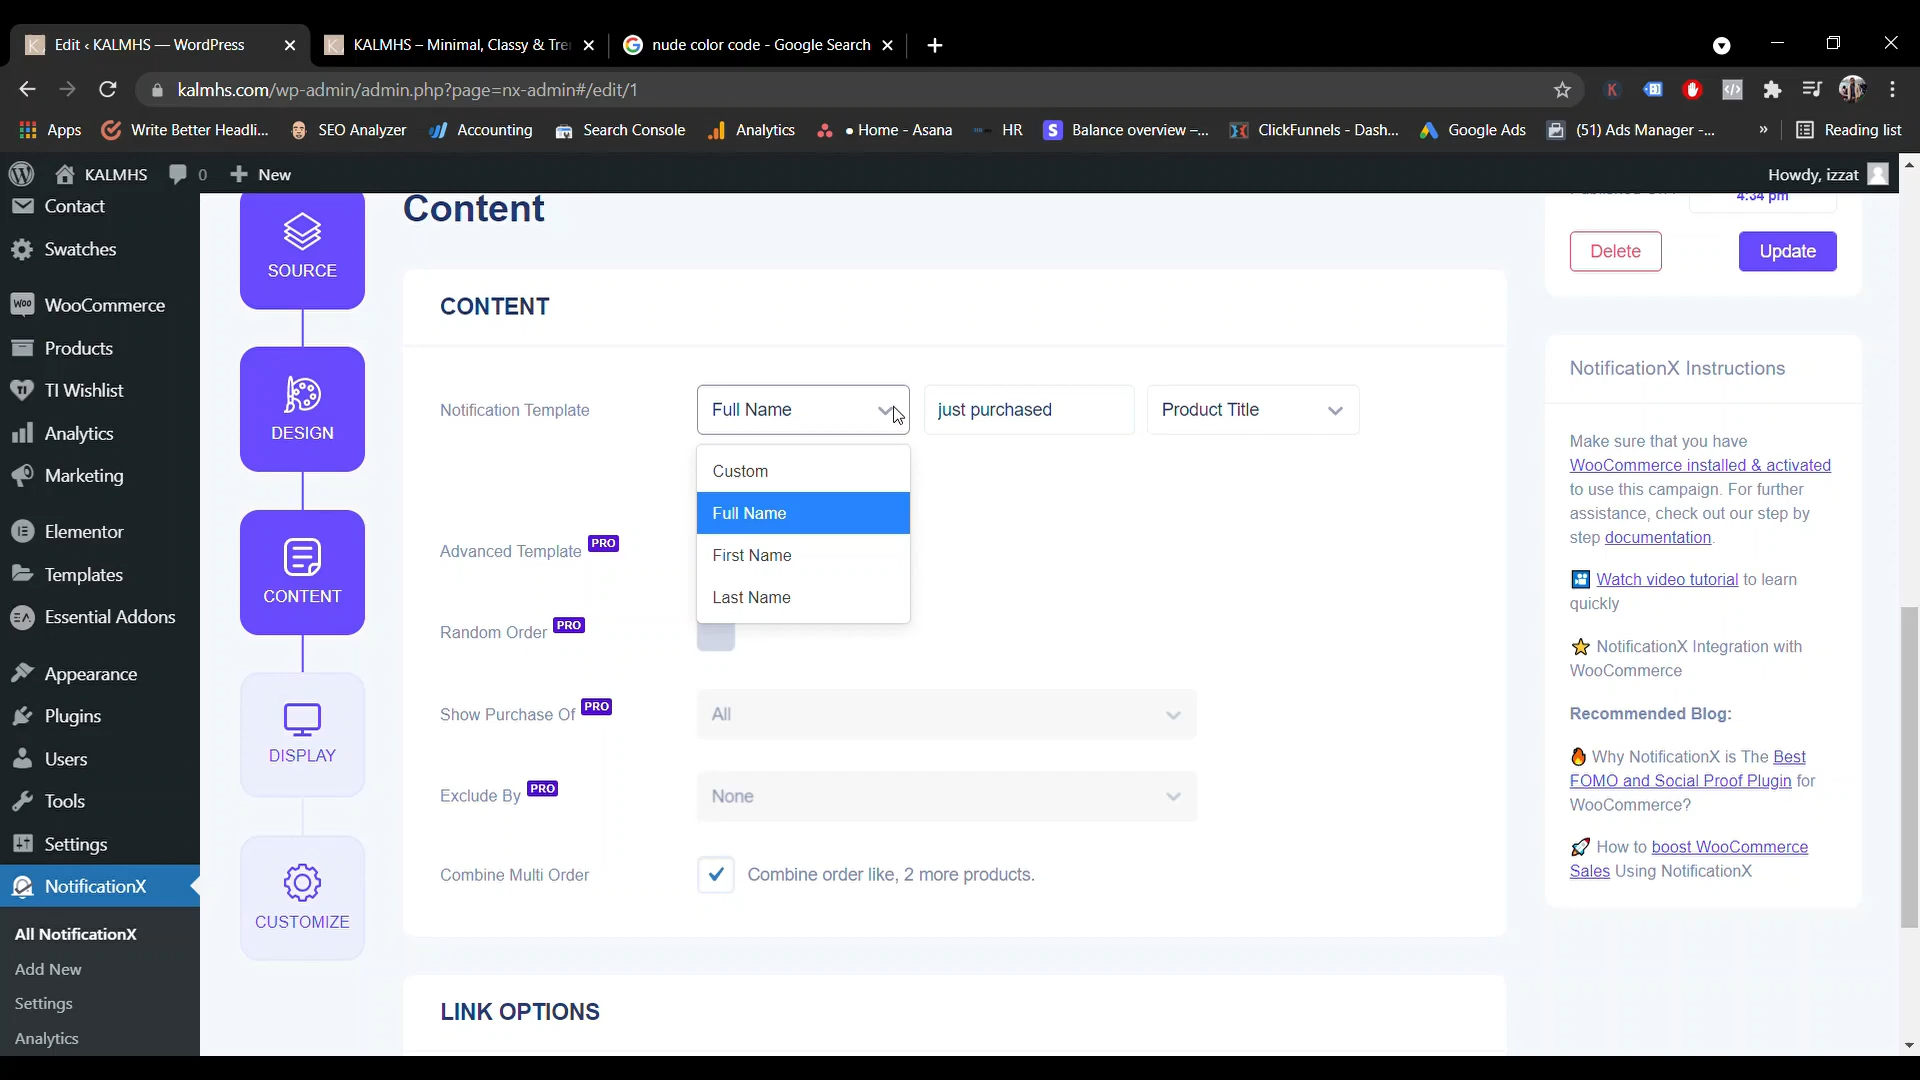 Edit ‹ KALMHS — WordPress
KALMHS – Minimal, Classy & Tre
nude color code - Google Search
kalmhs.com/wp-admin/admin.php?page=nx-admin#/edit/1
Apps
Write Better Headli...
SEO Analyzer
Accounting
Search Console
Analytics
• Home - Asana
HR
Balance overview –...
ClickFunnels - Dash...
Google Ads
(51) Ads Manager -...
»
Reading list
KALMHS
0
New
Howdy, izzat
Contact
Swatches
WooCommerce
Products
TI Wishlist
Analytics
Marketing
Elementor
Templates
Essential Addons
Appearance
Plugins
Users
Tools
Settings
NotificationX
All NotificationX
Add New
Settings
Analytics
SOURCE
DESIGN
CONTENT
DISPLAY
CUSTOMIZE
Content
CONTENT
Notification Template
Full Name
just purchased
Product Title
Custom
Full Name
First Name
Last Name
Advanced Template PRO
Random Order PRO
Show Purchase Of PRO
All
Exclude By PRO
None
Combine Multi Order
Combine order like, 2 more products.
LINK OPTIONS
4:34 pm
Delete
Update
NotificationX Instructions
Make sure that you have
WooCommerce installed & activated
to use this campaign. For further
assistance, check out our step by
step documentation.
Watch video tutorial to learn
quickly
NotificationX Integration with
WooCommerce
Recommended Blog:
Why NotificationX is The Best
FOMO and Social Proof Plugin for
WooCommerce?
How to boost WooCommerce
Sales Using NotificationX